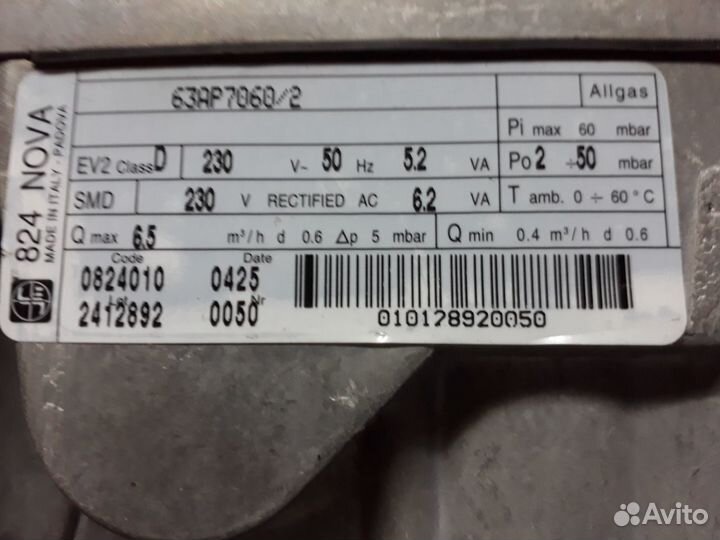 824 NOVA
MADE IN ITALY - PADOVA
63AP7060/2
Allgas
Pi max 60 mbar
EV2 Class D 230 V~ 50 Hz 5.2 VA
Po 2 ÷50 mbar
SMD 230 V RECTIFIED AC 6.2 VA
T amb. 0 ÷ 60°C
Q max 6.5 m³/h d 0.6 Δp 5 mbar
Q min 0.4 m³/h d 0.6
Code Date
0824010 0425
Lot Nr
2412892 0050
010178920050
Avito